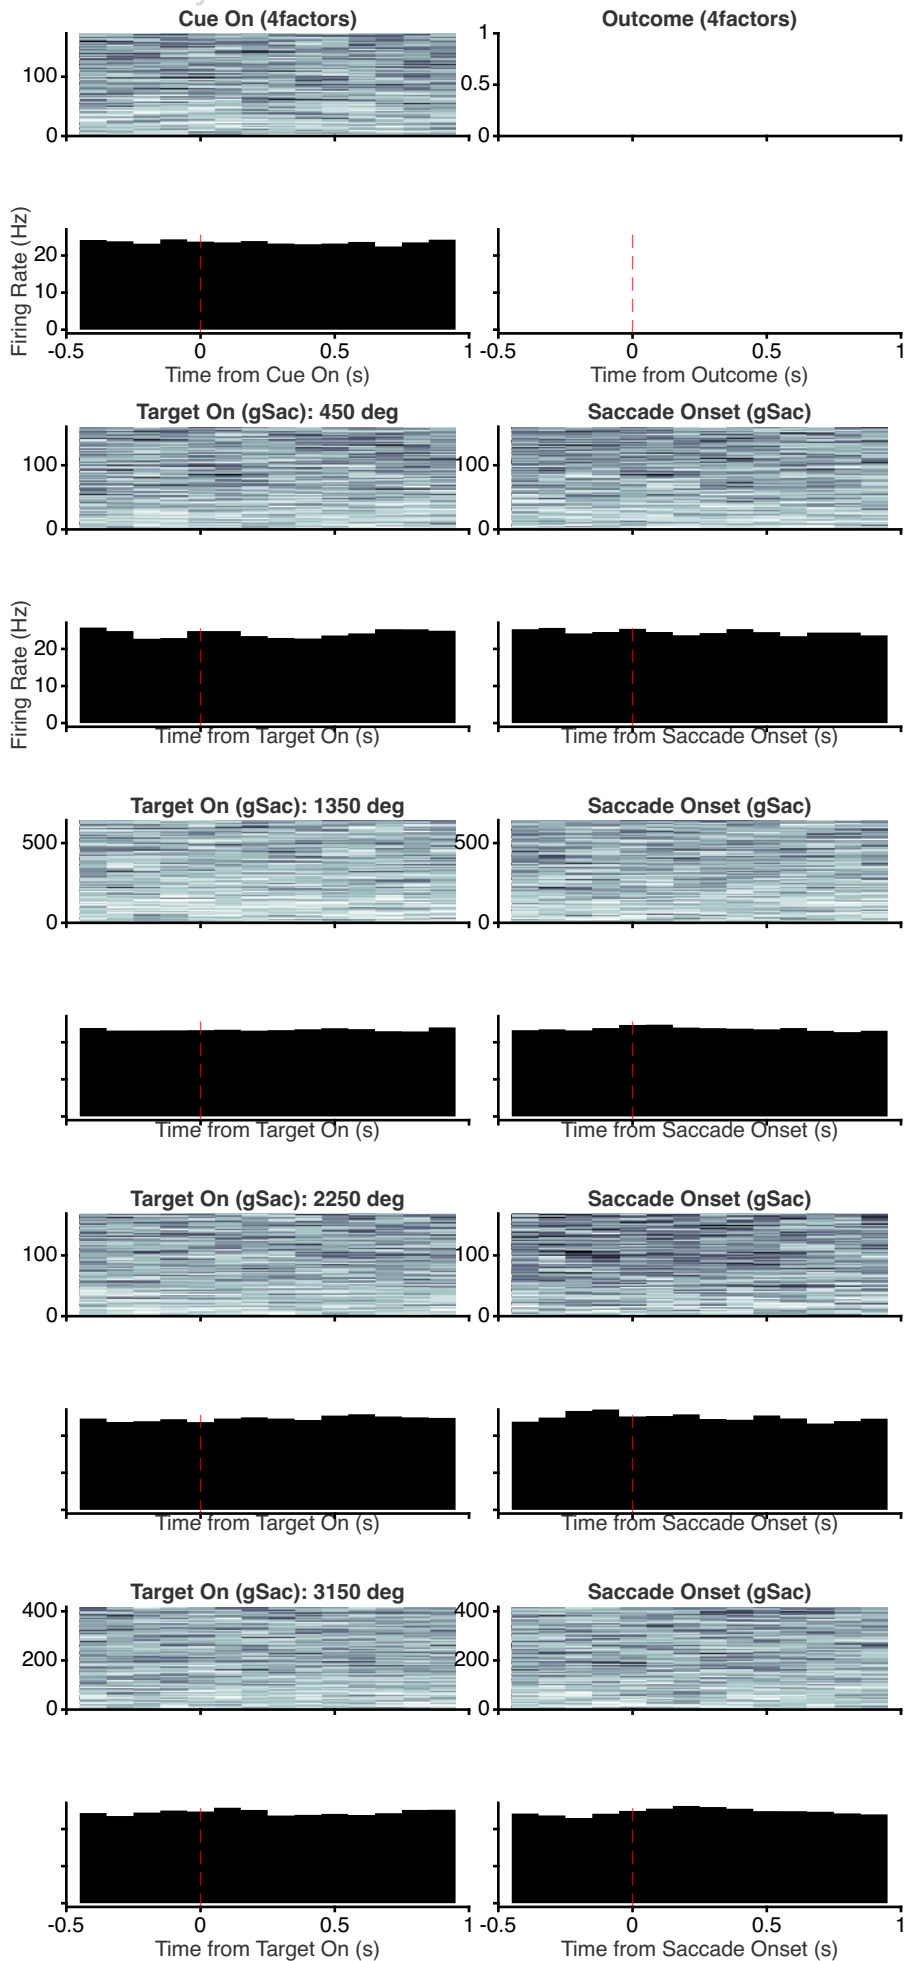 Cue On (4factors)
Outcome (4factors)
100
0
1
0.5
0
Firing Rate (Hz)
20
10
0
-0.5 0 0.5 1
Time from Cue On (s)
-0.5 0 0.5 1
Time from Outcome (s)
Target On (gSac): 450 deg
Saccade Onset (gSac)
100
0
100
0
Firing Rate (Hz)
20
10
0
Time from Target On (s)
Time from Saccade Onset (s)
Target On (gSac): 1350 deg
Saccade Onset (gSac)
500
0
500
0
Time from Target On (s)
Time from Saccade Onset (s)
Target On (gSac): 2250 deg
Saccade Onset (gSac)
100
0
100
0
Time from Target On (s)
Time from Saccade Onset (s)
Target On (gSac): 3150 deg
Saccade Onset (gSac)
400
200
0
400
200
0
-0.5 0 0.5 1
Time from Target On (s)
-0.5 0 0.5 1
Time from Saccade Onset (s)